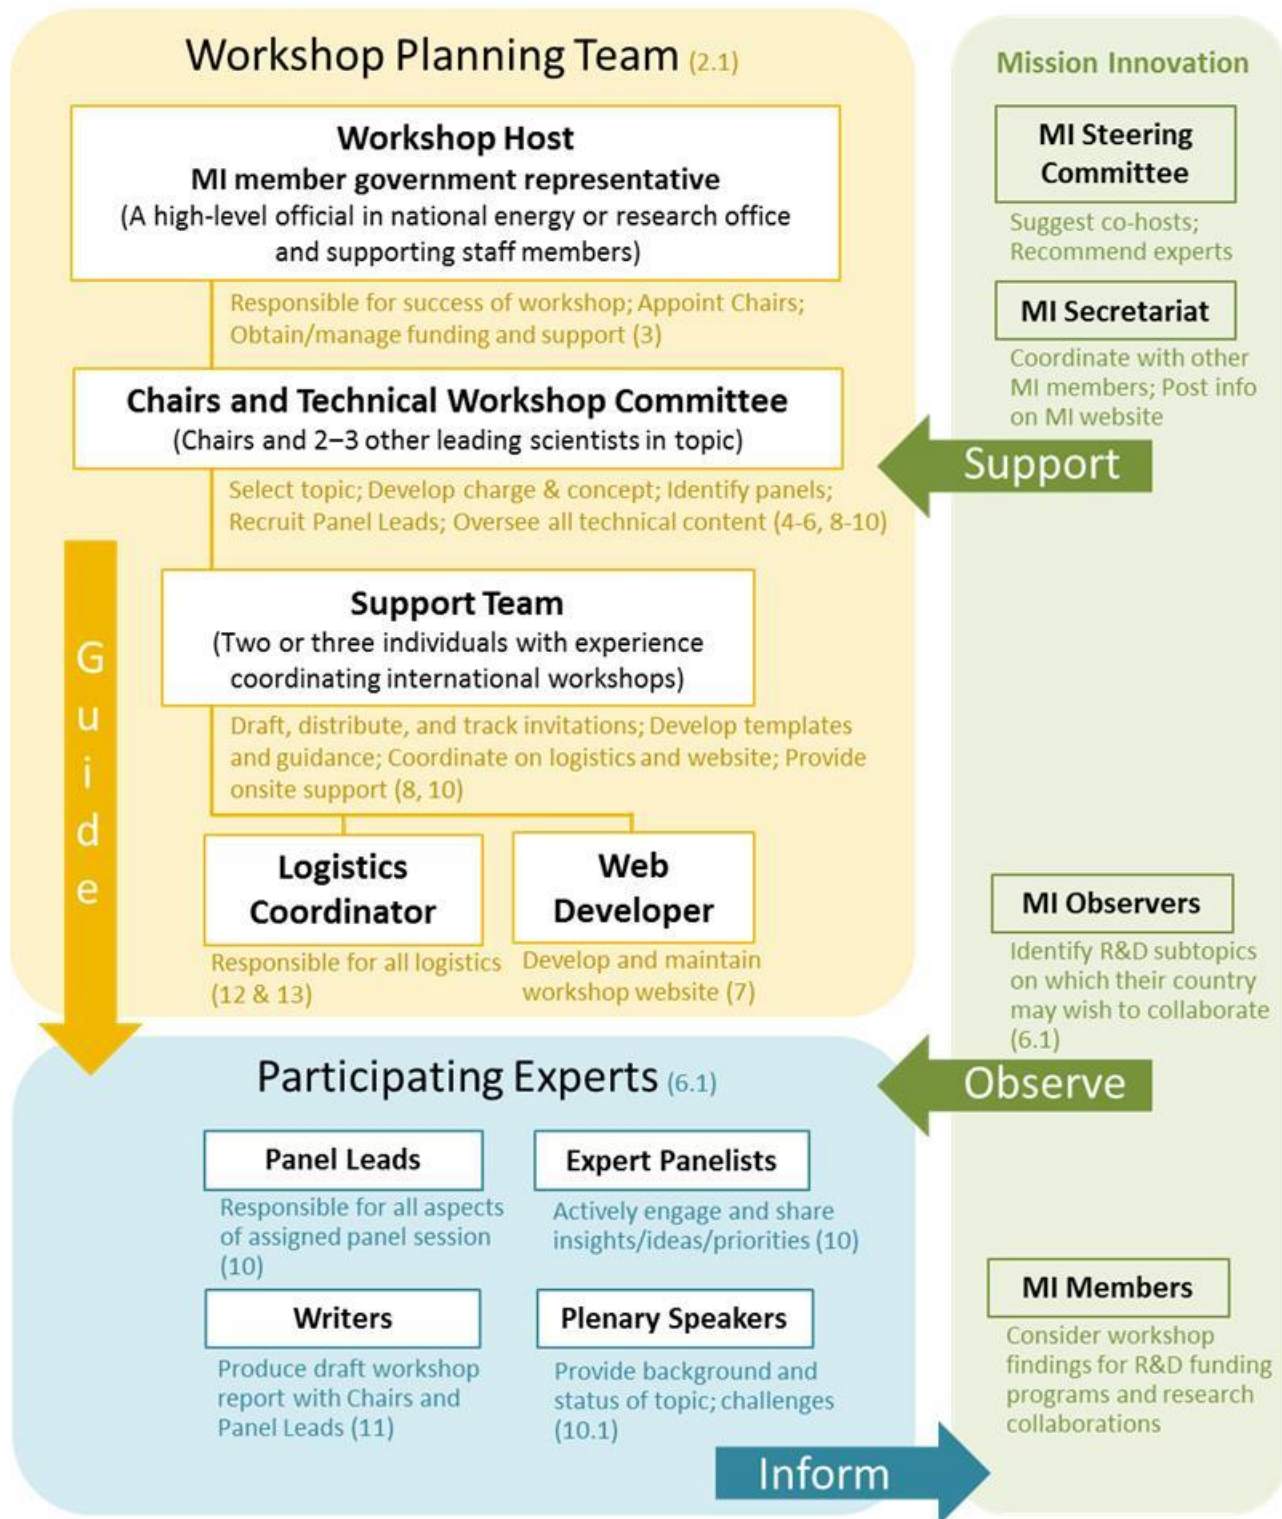 Workshop Planning Team (2.1)
Workshop Host
MI member government representative
(A high-level official in national energy or research office
and supporting staff members)
Responsible for success of workshop; Appoint Chairs;
Obtain/manage funding and support (3)
Chairs and Technical Workshop Committee
(Chairs and 2–3 other leading scientists in topic)
Select topic; Develop charge & concept; Identify panels;
Recruit Panel Leads; Oversee all technical content (4-6, 8-10)
Support Team
(Two or three individuals with experience
coordinating international workshops)
Draft, distribute, and track invitations; Develop templates
and guidance; Coordinate on logistics and website; Provide
onsite support (8, 10)
Logistics
Coordinator
Responsible for all logistics
(12 & 13)
Web
Developer
Develop and maintain
workshop website (7)
Guide
Participating Experts (6.1)
Panel Leads
Responsible for all aspects
of assigned panel session
(10)
Expert Panelists
Actively engage and share
insights/ideas/priorities (10)
Writers
Produce draft workshop
report with Chairs and
Panel Leads (11)
Plenary Speakers
Provide background and
status of topic; challenges
(10.1)
Mission Innovation
MI Steering
Committee
Suggest co-hosts;
Recommend experts
MI Secretariat
Coordinate with other
MI members; Post info
on MI website
Support
MI Observers
Identify R&D subtopics
on which their country
may wish to collaborate
(6.1)
Observe
MI Members
Consider workshop
findings for R&D funding
programs and research
collaborations
Inform